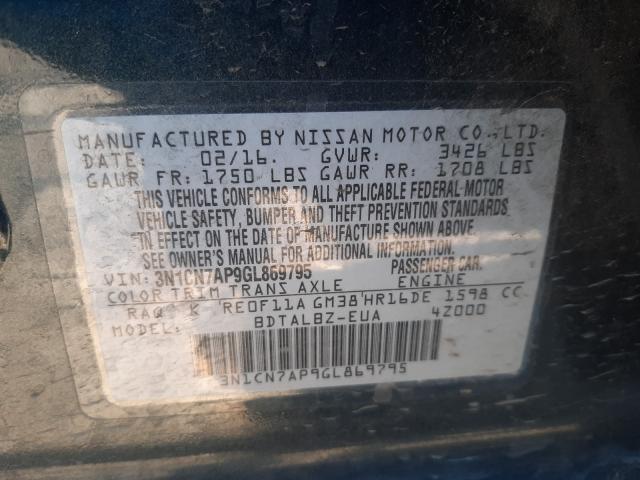 MANUFACTURED BY NISSAN MOTOR CO.,LTD.
DATE: 02/16. GVWR: 3426 LBS
GAWR FR: 1750 LBS GAWR RR: 1708 LBS
THIS VEHICLE CONFORMS TO ALL APPLICABLE FEDERAL MOTOR
VEHICLE SAFETY, BUMPER AND THEFT PREVENTION STANDARDS
IN EFFECT ON THE DATE OF MANUFACTURE SHOWN ABOVE.
SEE OWNER'S MANUAL FOR ADDITIONAL INFORMATION.
VIN: 3N1CN7AP9GL869795 PASSENGER CAR.
COLOR TRIM TRANS AXLE ENGINE
RAQ K RE0F11A GM38 HR16DE 1598 CC
MODEL: BDTALBZ-EUA 4Z000
3N1CN7AP9GL869795